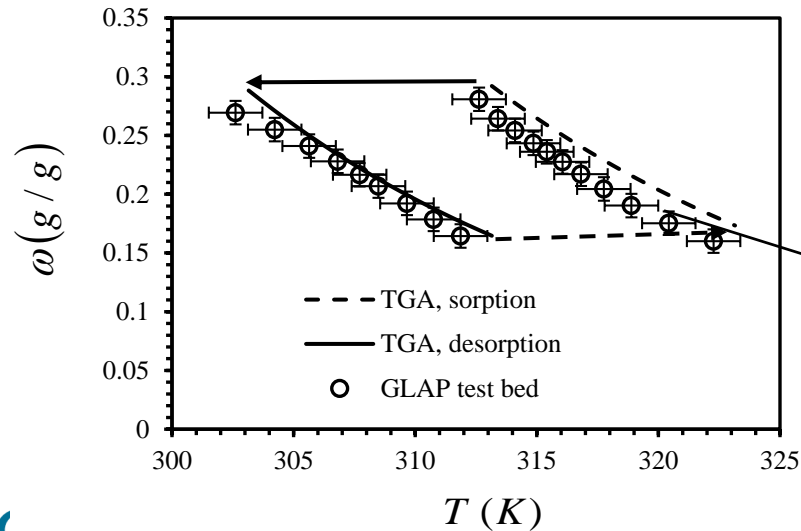 0.35
0.3
0.25
0.2
0.15
0.1
0.05
0
ω(g / g)
TGA, sorption
TGA, desorption
GLAP test bed
300 305 310 315 320 325
T (K)